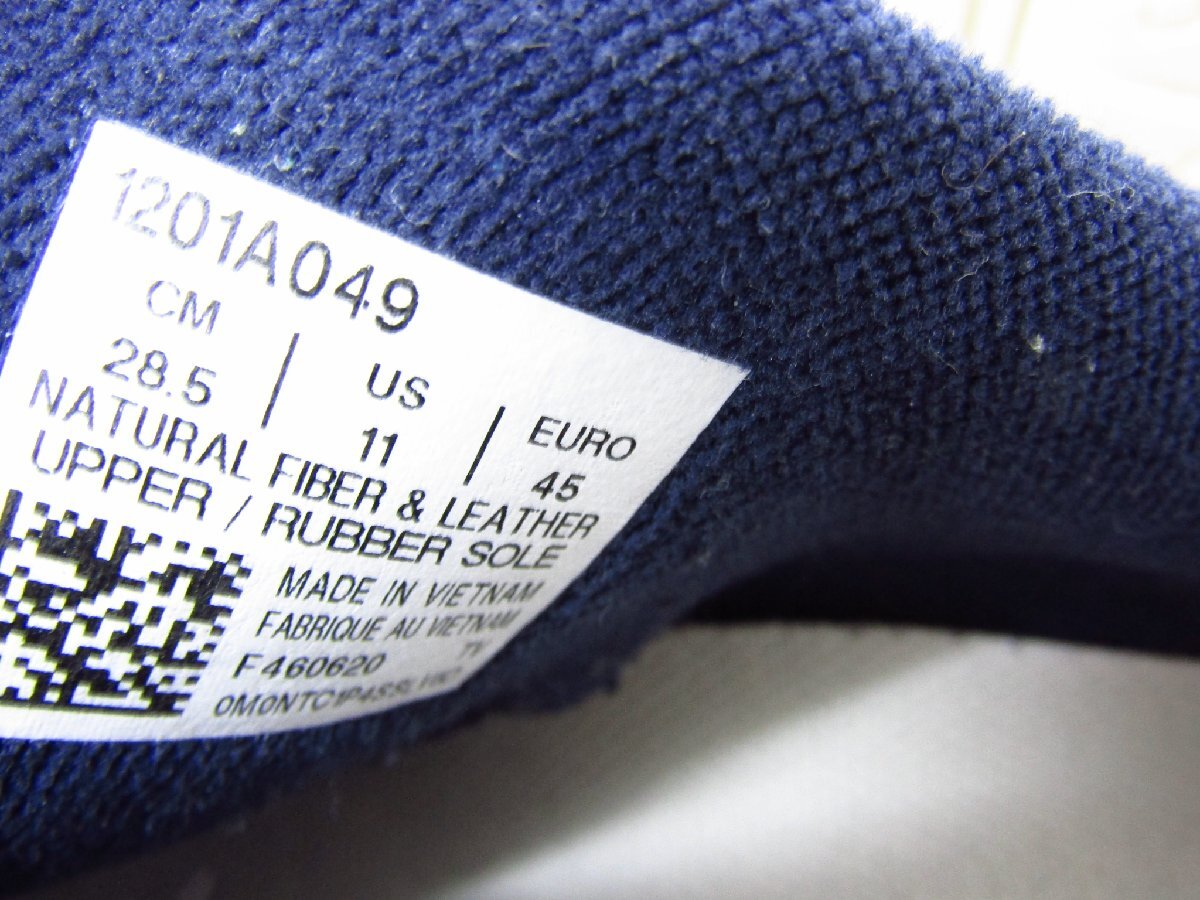 1201A049
CM | US | EURO
28.5 11 45
NATURAL FIBER & LEATHER
UPPER / RUBBER SOLE
MADE IN VIETNAM
FABRIQUE AU VIETNAM
F460620